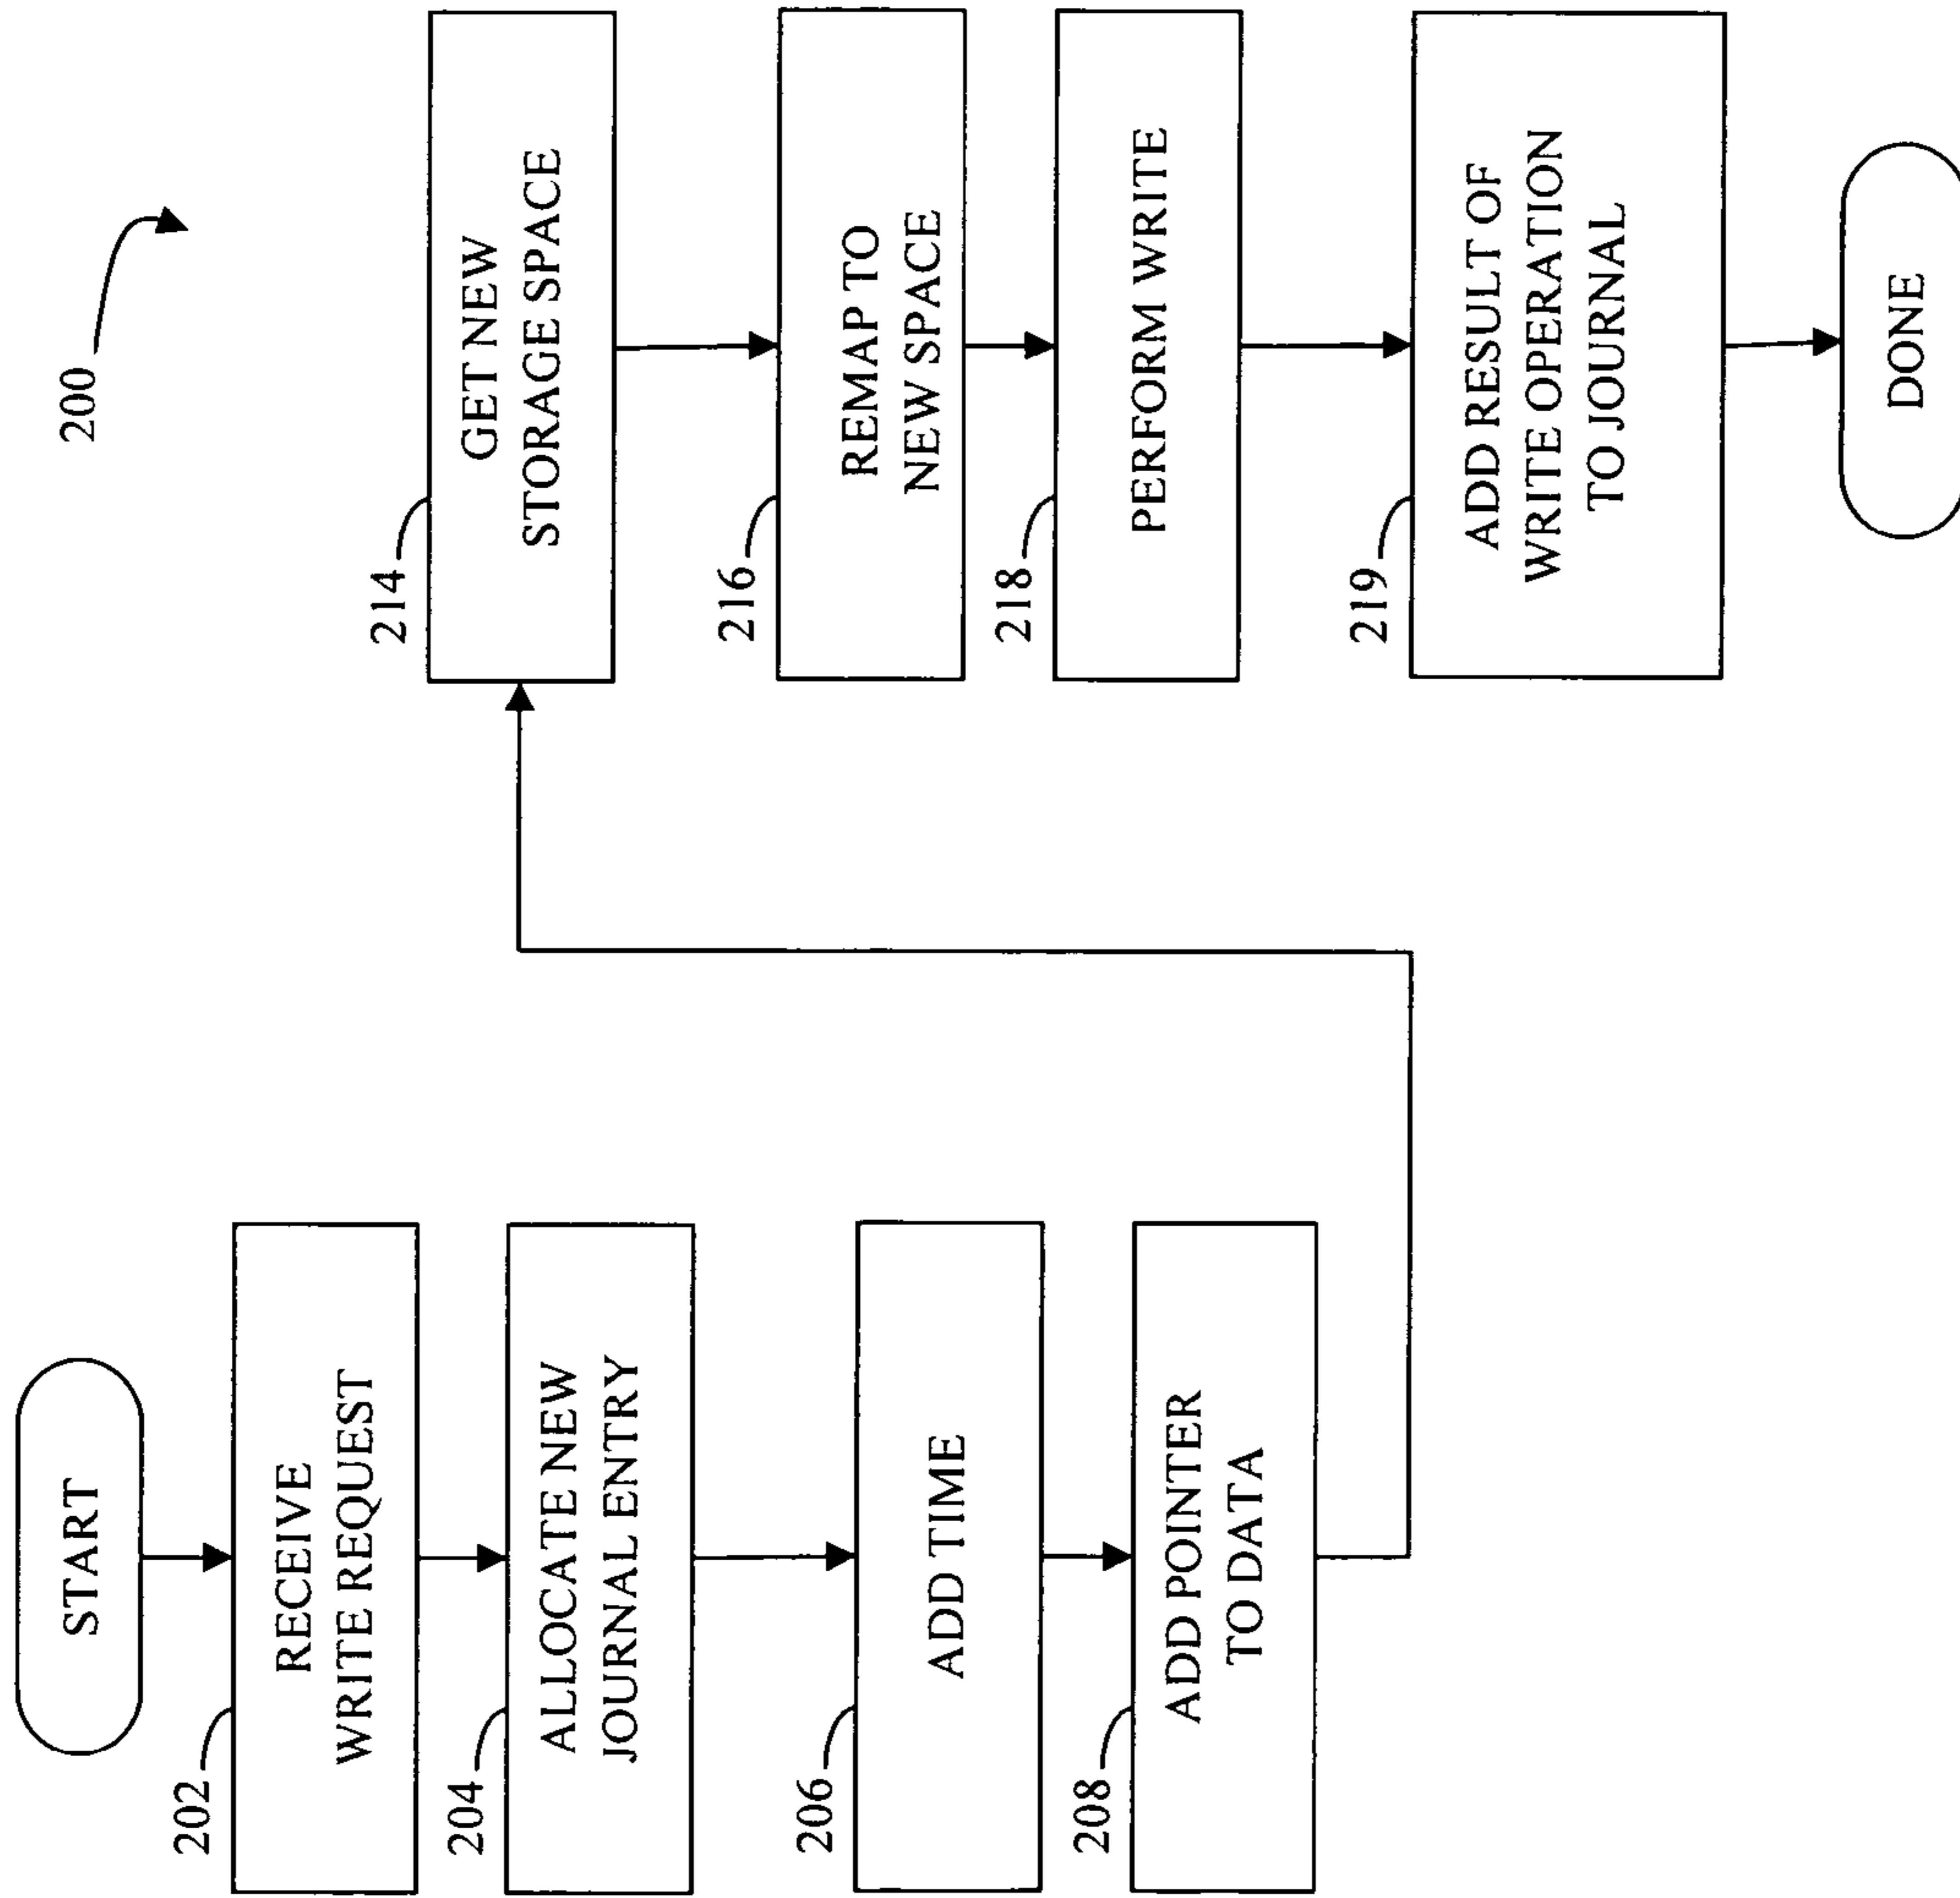 200
START
202
RECEIVE
WRITE REQUEST
204
ALLOCATE NEW
JOURNAL ENTRY
206
ADD TIME
208
ADD POINTER
TO DATA
214
GET NEW
STORAGE SPACE
216
REMAP TO
NEW SPACE
218
PERFORM WRITE
219
ADD RESULT OF
WRITE OPERATION
TO JOURNAL
DONE